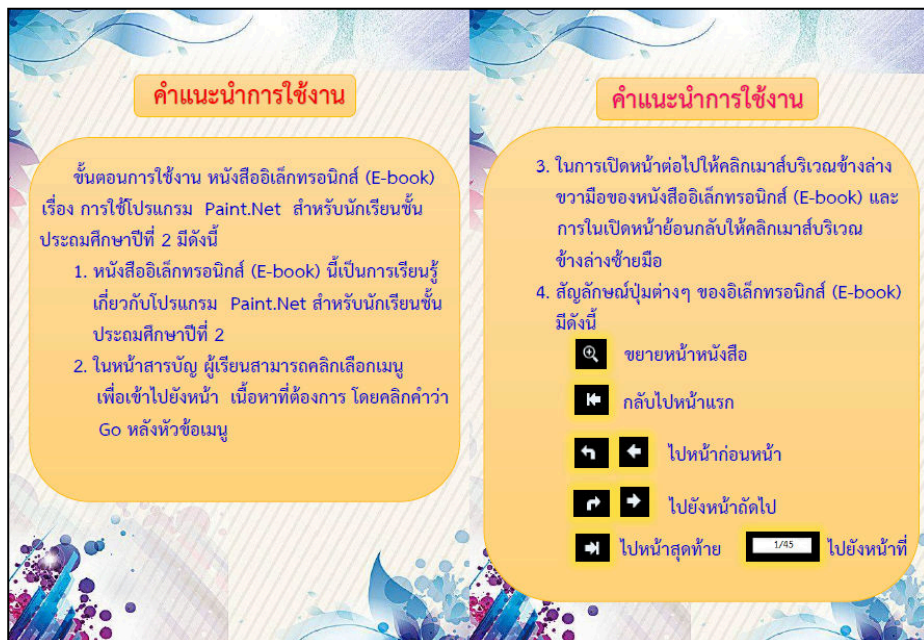 คำแนะนำการใช้งาน
ขั้นตอนการใช้งาน หนังสืออิเล็กทรอนิกส์ (E-book)
เรื่อง การใช้โปรแกรม Paint.Net สำหรับนักเรียนชั้น
ประถมศึกษาปีที่ 2 มีดังนี้
1. หนังสืออิเล็กทรอนิกส์ (E-book) นี้เป็นการเรียนรู้
เกี่ยวกับโปรแกรม Paint.Net สำหรับนักเรียนชั้น
ประถมศึกษาปีที่ 2
2. ในหน้าสารบัญ ผู้เรียนสามารถคลิกเลือกเมนู
เพื่อเข้าไปยังหน้า เนื้อหาที่ต้องการ โดยคลิกคำว่า
Go หลังหัวข้อเมนู
คำแนะนำการใช้งาน
3. ในการเปิดหน้าต่อไปให้คลิกเมาส์บริเวณข้างล่าง
ขวามือของหนังสืออิเล็กทรอนิกส์ (E-book) และ
การในเปิดหน้าย้อนกลับให้คลิกเมาส์บริเวณ
ข้างล่างซ้ายมือ
4. สัญลักษณ์ปุ่มต่างๆ ของอิเล็กทรอนิกส์ (E-book)
มีดังนี้
ขยายหน้าหนังสือ
กลับไปหน้าแรก
ไปหน้าก่อนหน้า
ไปยังหน้าถัดไป
ไปหน้าสุดท้าย 1/45 ไปยังหน้าที่